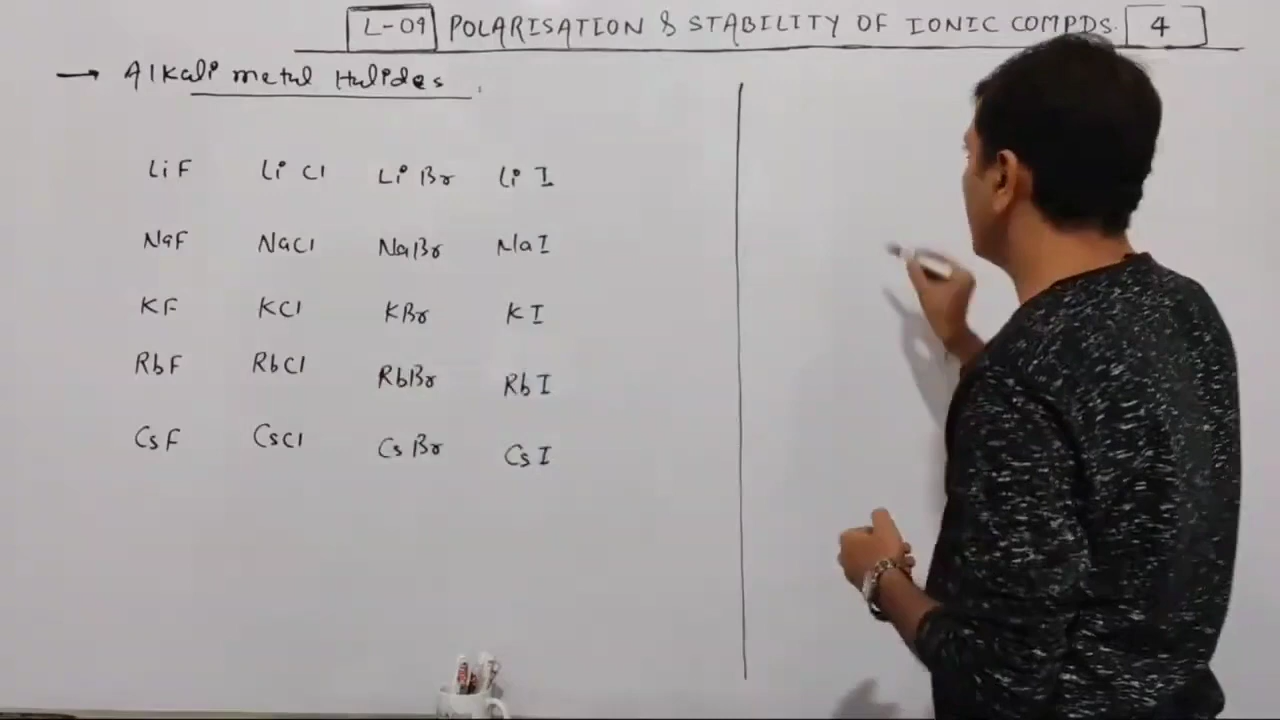 L-09 POLARISATION & STABILITY OF IONIC COMPDS. 4
→ Alkali metal Halides
LiF LiCl LiBr LiI
NaF NaCl NaBr NaI
KF KCl KBr KI
RbF RbCl RbBr RbI
CsF CsCl CsBr CsI